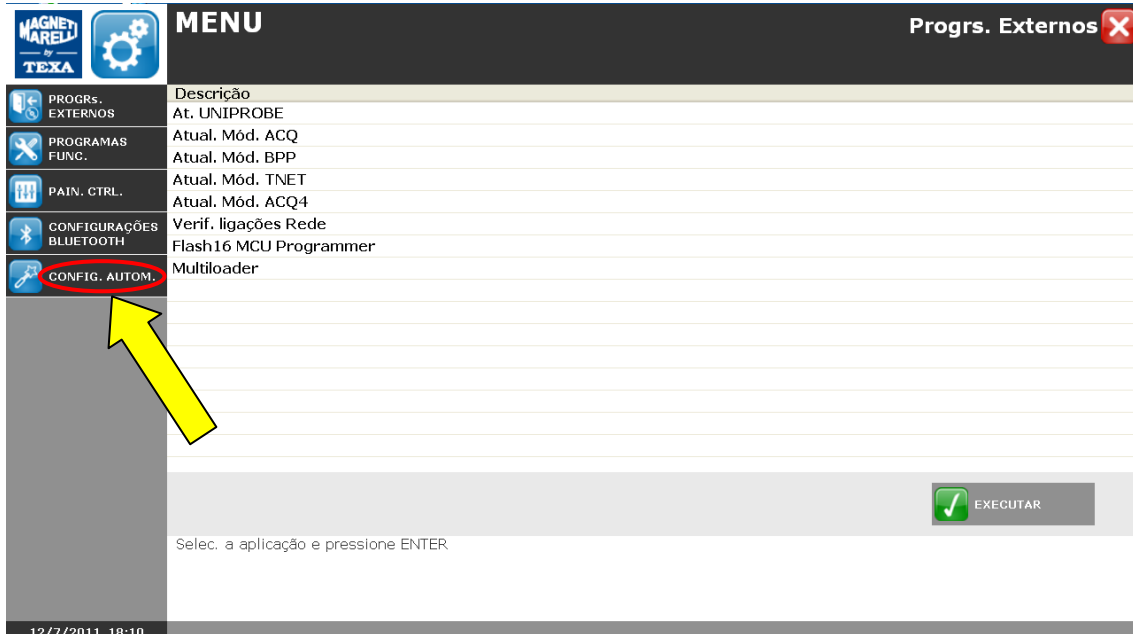 MAGNETI
MARELLI
by
TEXA
MENU
Progrs. Externos
PROGRs.
EXTERNOS
PROGRAMAS
FUNC.
PAIN. CTRL.
CONFIGURAÇÕES
BLUETOOTH
CONFIG. AUTOM.
Descrição
At. UNIPROBE
Atual. Mód. ACQ
Atual. Mód. BPP
Atual. Mód. TNET
Atual. Mód. ACQ4
Verif. ligações Rede
Flash16 MCU Programmer
Multiloader
EXECUTAR
Selec. a aplicação e pressione ENTER
12/7/2011 18:10